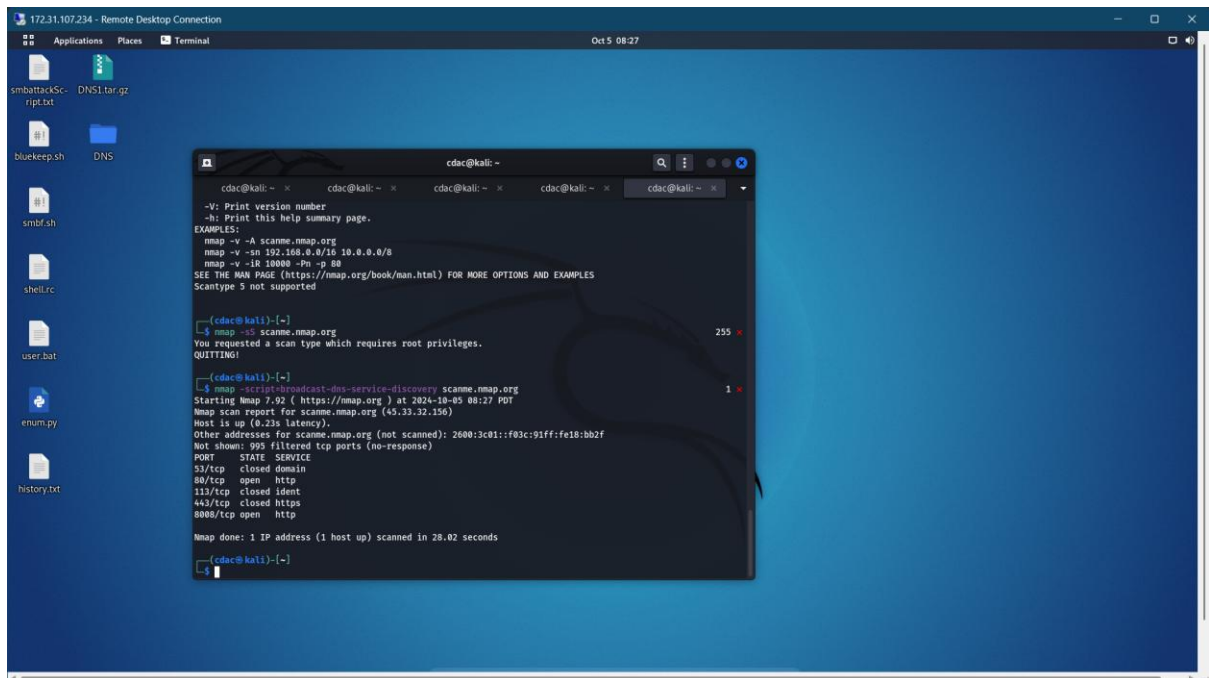 172.31.107.234 - Remote Desktop Connection
Applications Places Terminal Oct 5 08:27
smbattackSc-
ript.txt
DNS1.tar.gz
bluekeep.sh
DNS
smbf.sh
shell.rc
user.bat
enum.py
history.txt
cdac@kali: ~
cdac@kali: ~ × cdac@kali: ~ × cdac@kali: ~ × cdac@kali: ~ × cdac@kali: ~ ×
-V: Print version number
-h: Print this help summary page.
EXAMPLES:
nmap -v -A scanme.nmap.org
nmap -v -sn 192.168.0.0/16 10.0.0.0/8
nmap -v -iR 10000 -Pn -p 80
SEE THE MAN PAGE (https://nmap.org/book/man.html) FOR MORE OPTIONS AND EXAMPLES
Scantype 5 not supported
┌──(cdac㉿kali)-[~]
└─$ nmap -sS scanme.nmap.org 255 ⨯
You requested a scan type which requires root privileges.
QUITTING!
┌──(cdac㉿kali)-[~]
└─$ nmap -script=broadcast-dns-service-discovery scanme.nmap.org 1 ⨯
Starting Nmap 7.92 ( https://nmap.org ) at 2024-10-05 08:27 PDT
Nmap scan report for scanme.nmap.org (45.33.32.156)
Host is up (0.23s latency).
Other addresses for scanme.nmap.org (not scanned): 2600:3c01::f03c:91ff:fe18:bb2f
Not shown: 995 filtered tcp ports (no-response)
PORT STATE SERVICE
53/tcp closed domain
80/tcp open http
113/tcp closed ident
443/tcp closed https
8008/tcp open http
Nmap done: 1 IP address (1 host up) scanned in 28.02 seconds
┌──(cdac㉿kali)-[~]
└─$